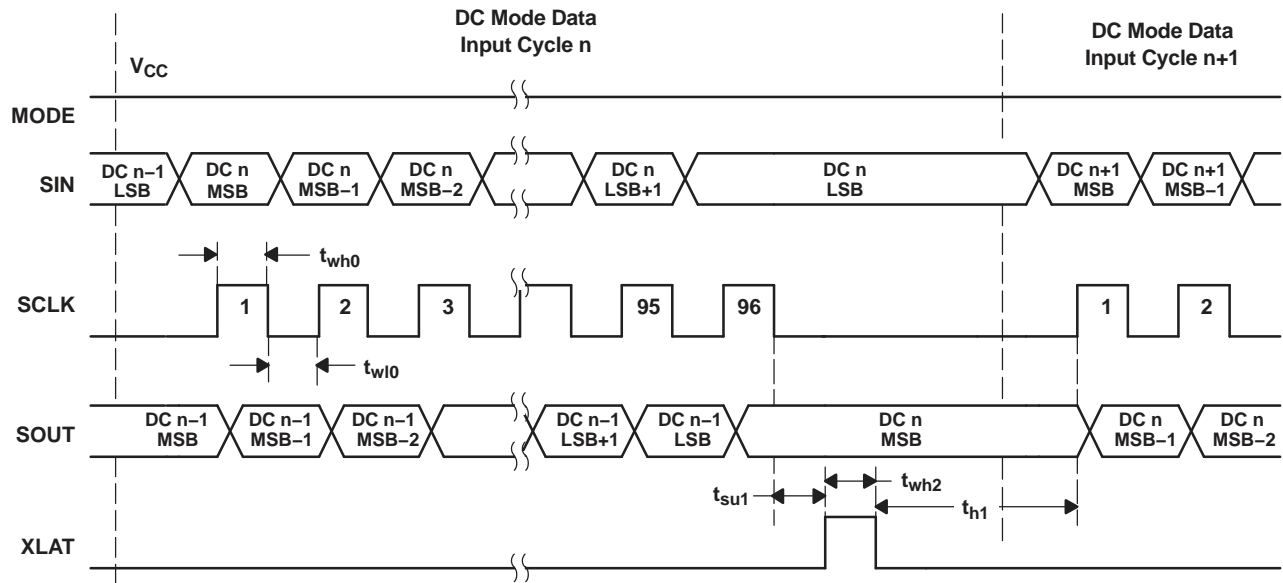 DC Mode Data
Input Cycle n
DC Mode Data
Input Cycle n+1
VCC
MODE
SIN
DC n−1
LSB
DC n
MSB
DC n
MSB−1
DC n
MSB−2
DC n
LSB+1
DC n
LSB
DC n+1
MSB
DC n+1
MSB−1
twh0
SCLK
1
2
3
95
96
1
2
twl0
SOUT
DC n−1
MSB
DC n−1
MSB−1
DC n−1
MSB−2
DC n−1
LSB+1
DC n−1
LSB
DC n
MSB
DC n
MSB−1
DC n
MSB−2
tsu1
twh2
th1
XLAT